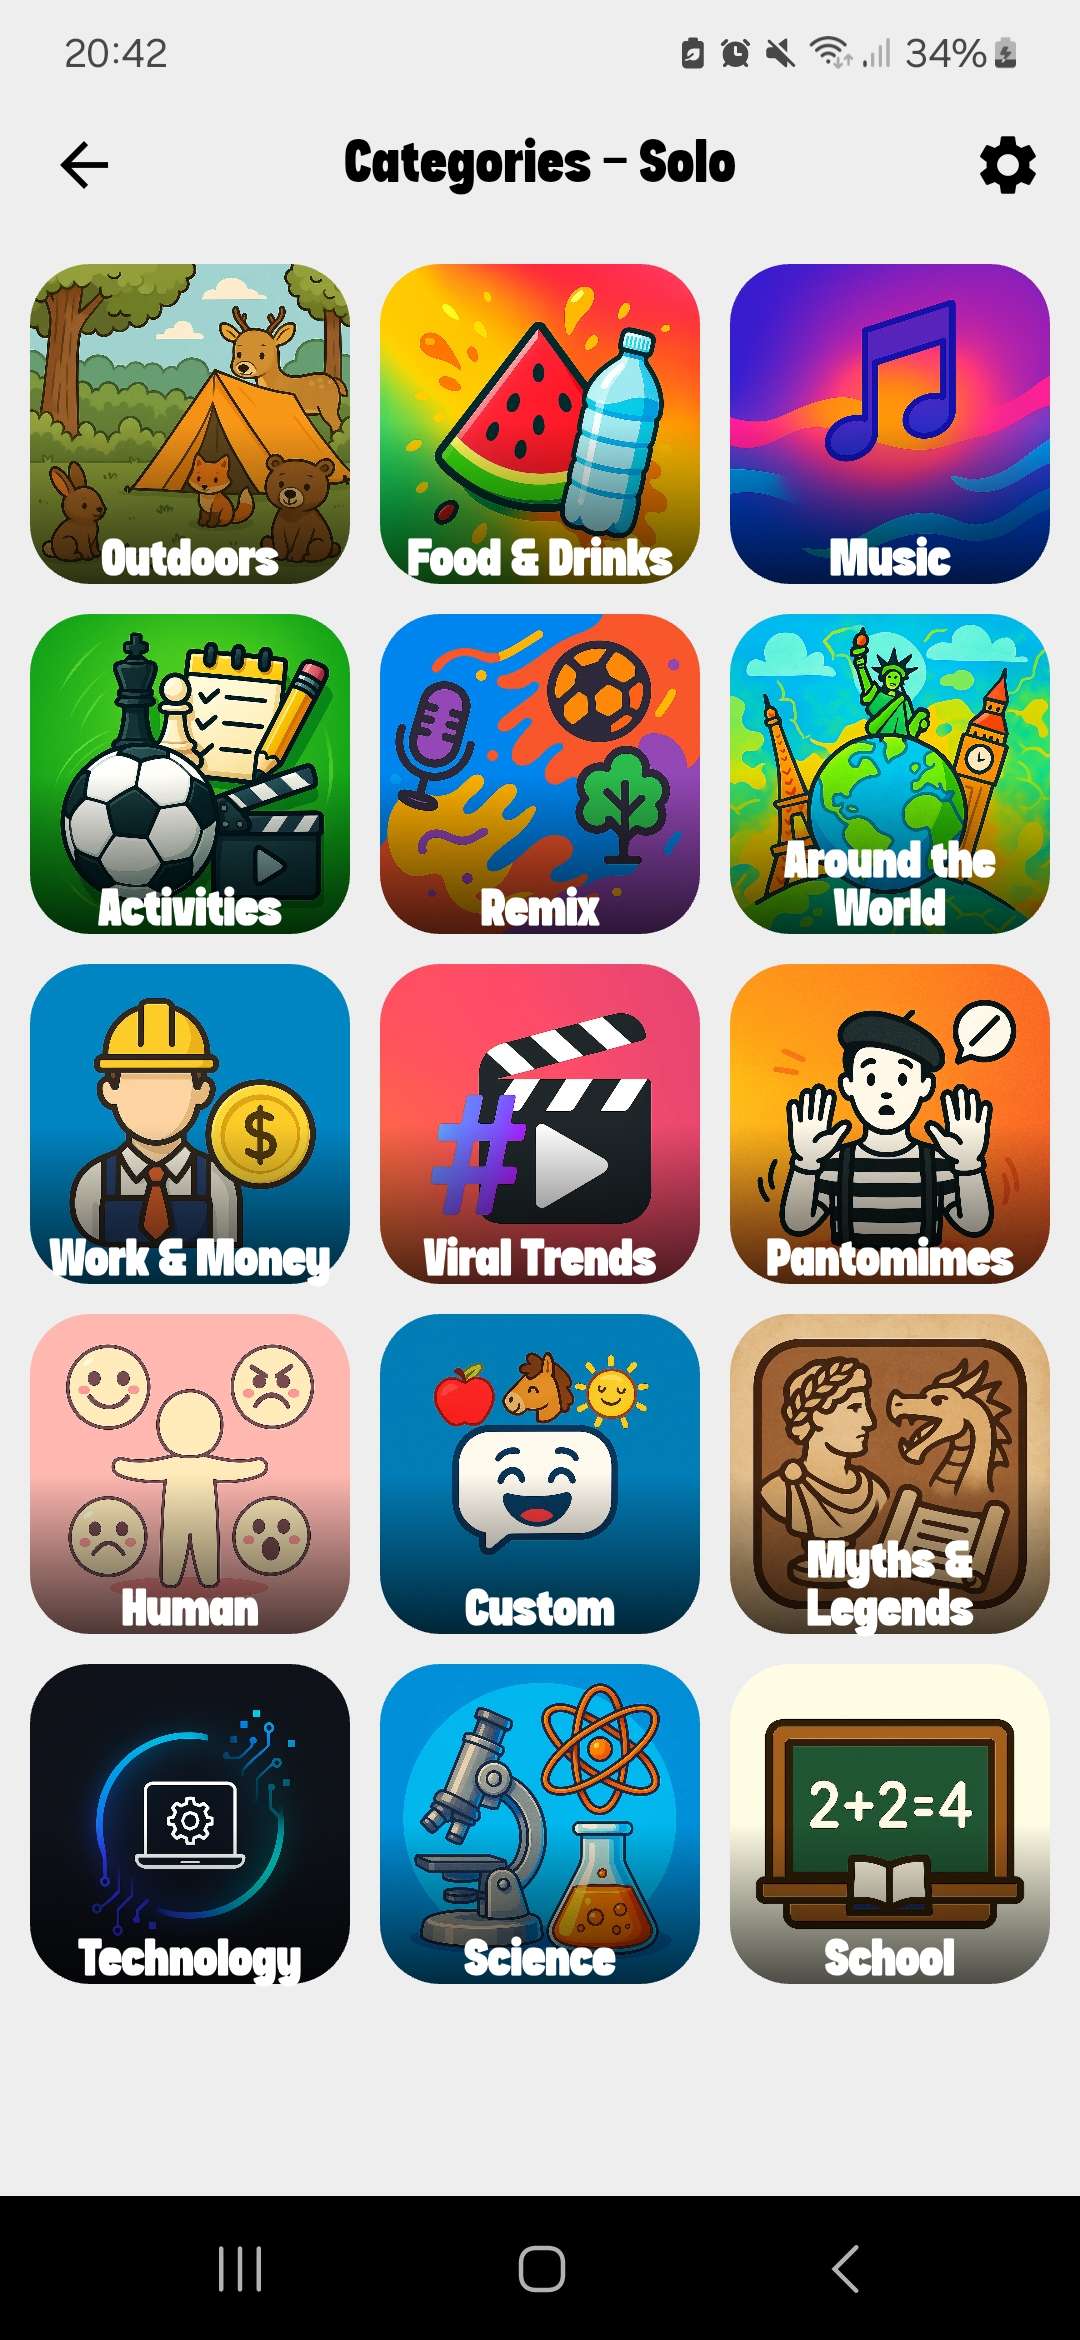 20:42
34%
Categories – Solo
Outdoors
Food & Drinks
Music
Activities
Remix
Around the
World
Work & Money
$
#
Viral Trends
Pantomimes
Human
Custom
Myths &
Legends
Technology
Science
2+2=4
School